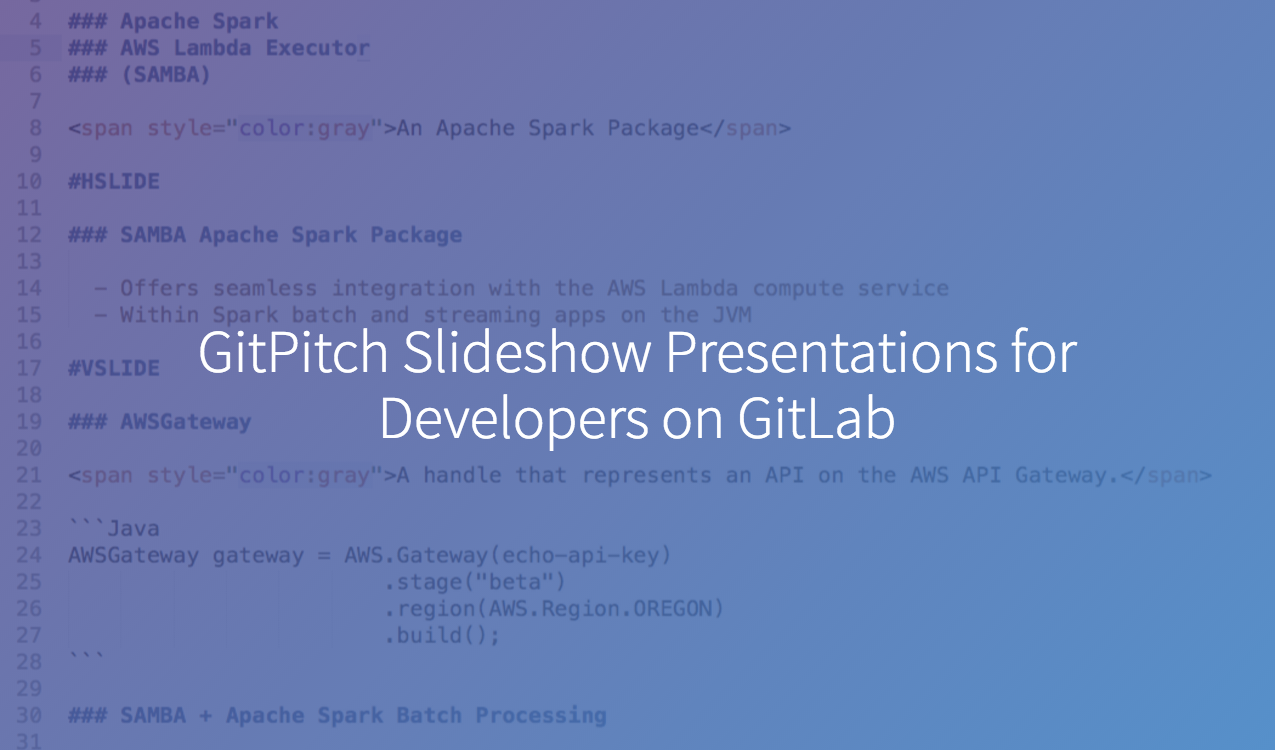 4 ### Apache Spark
5 ### AWS Lambda Executor
6 ### (SAMBA)
7
8 <span style="color:gray">An Apache Spark Package</span>
9
10 #HSLIDE
11
12 ### SAMBA Apache Spark Package
13
14 - Offers seamless integration with the AWS Lambda compute service
15 - Within Spark batch and streaming apps on the JVM
16
17 #VSLIDE
GitPitch Slideshow Presentations for
Developers on GitLab
18
19 ### AWSGateway
20
21 <span style="color:gray">A handle that represents an API on the AWS API Gateway.</span>
22
23 ```Java
24 AWSGateway gateway = AWS.Gateway(echo-api-key)
25 .stage("beta")
26 .region(AWS.Region.OREGON)
27 .build();
28 ```
29
30 ### SAMBA + Apache Spark Batch Processing
31